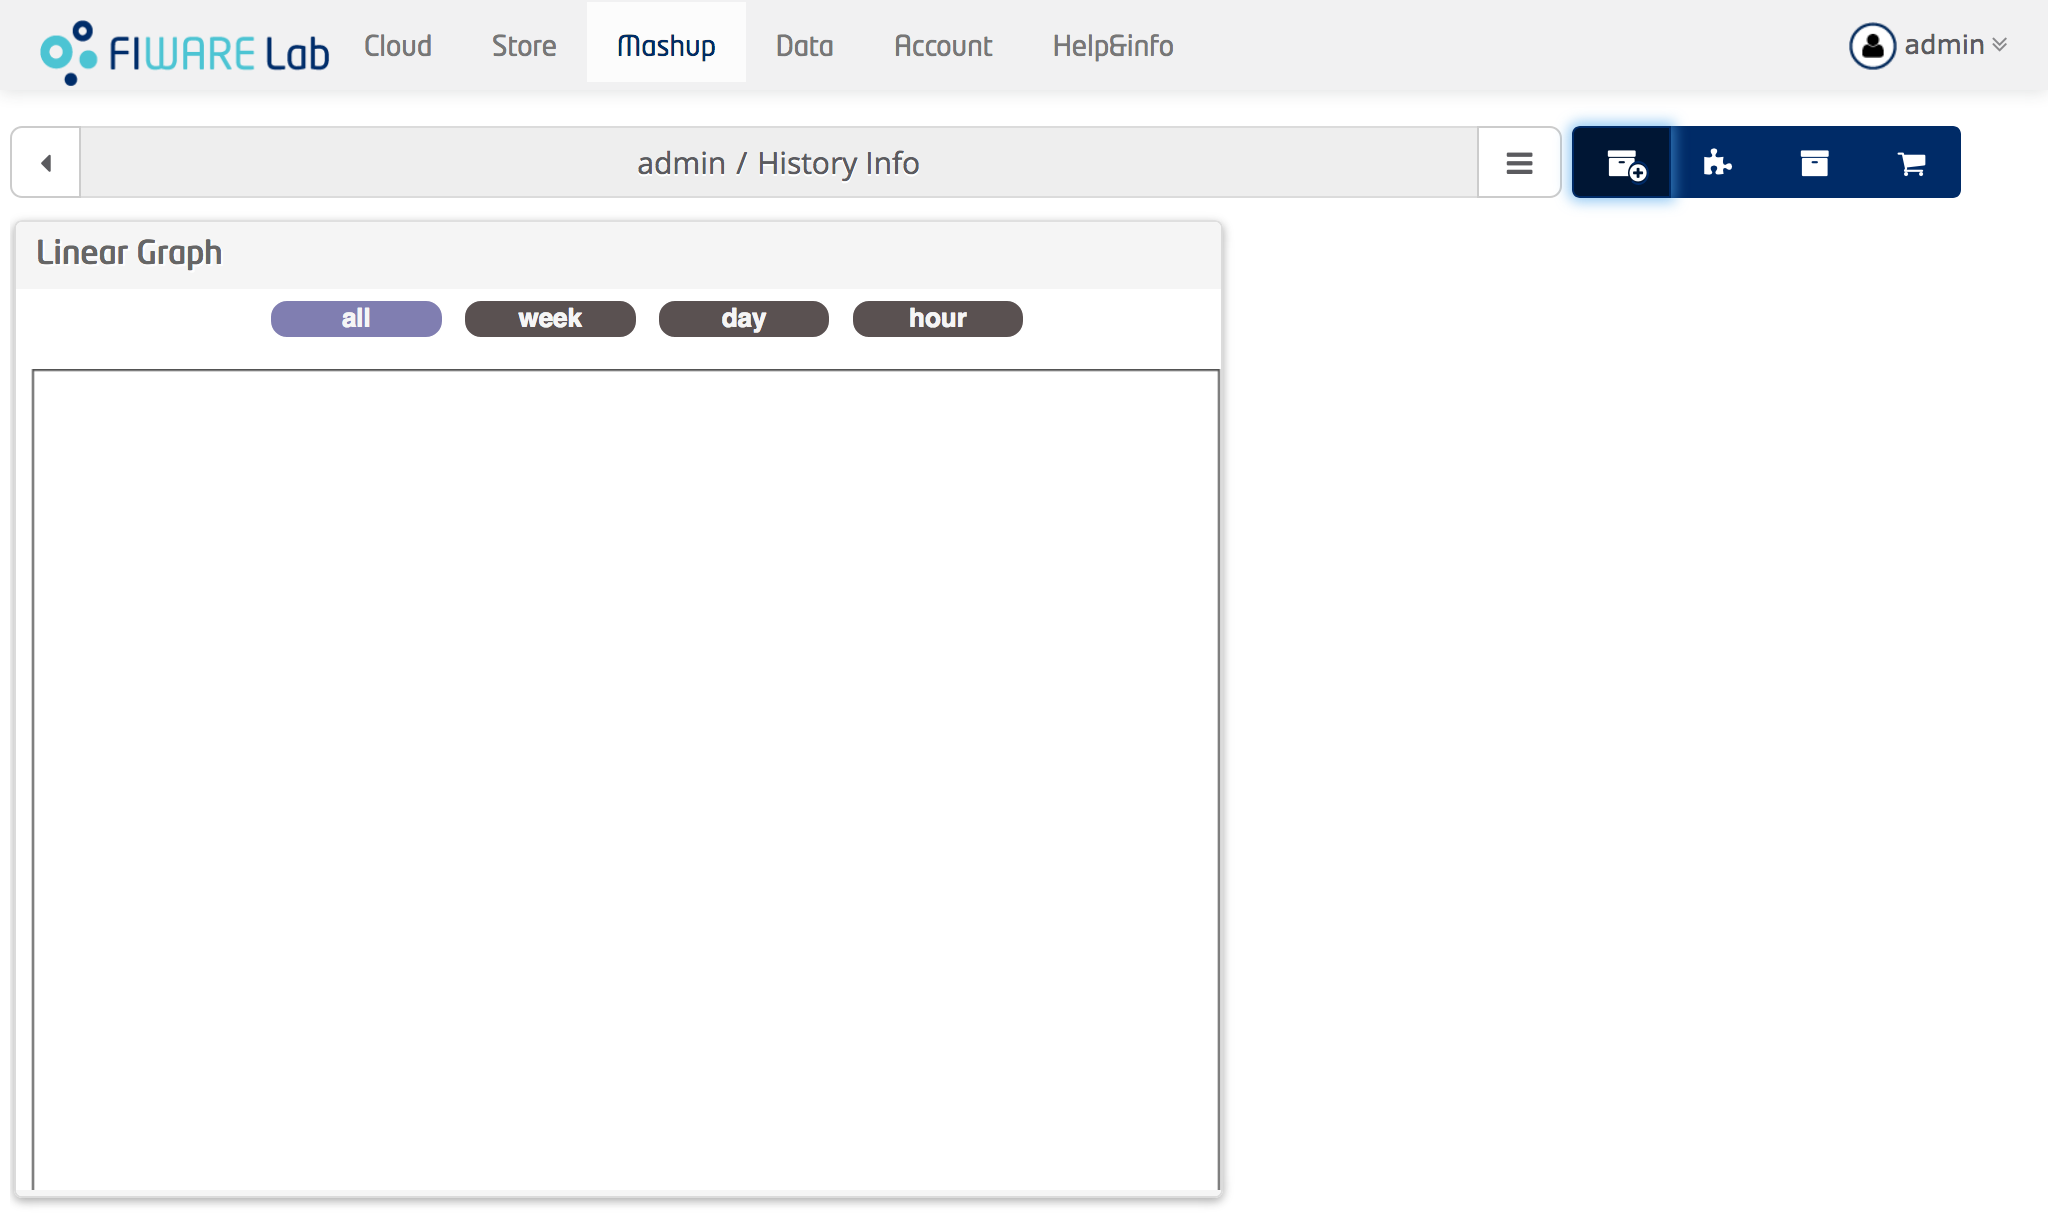 FIWARE Lab Cloud Store Mashup Data Account Help&info admin
admin / History Info
Linear Graph
all week day hour